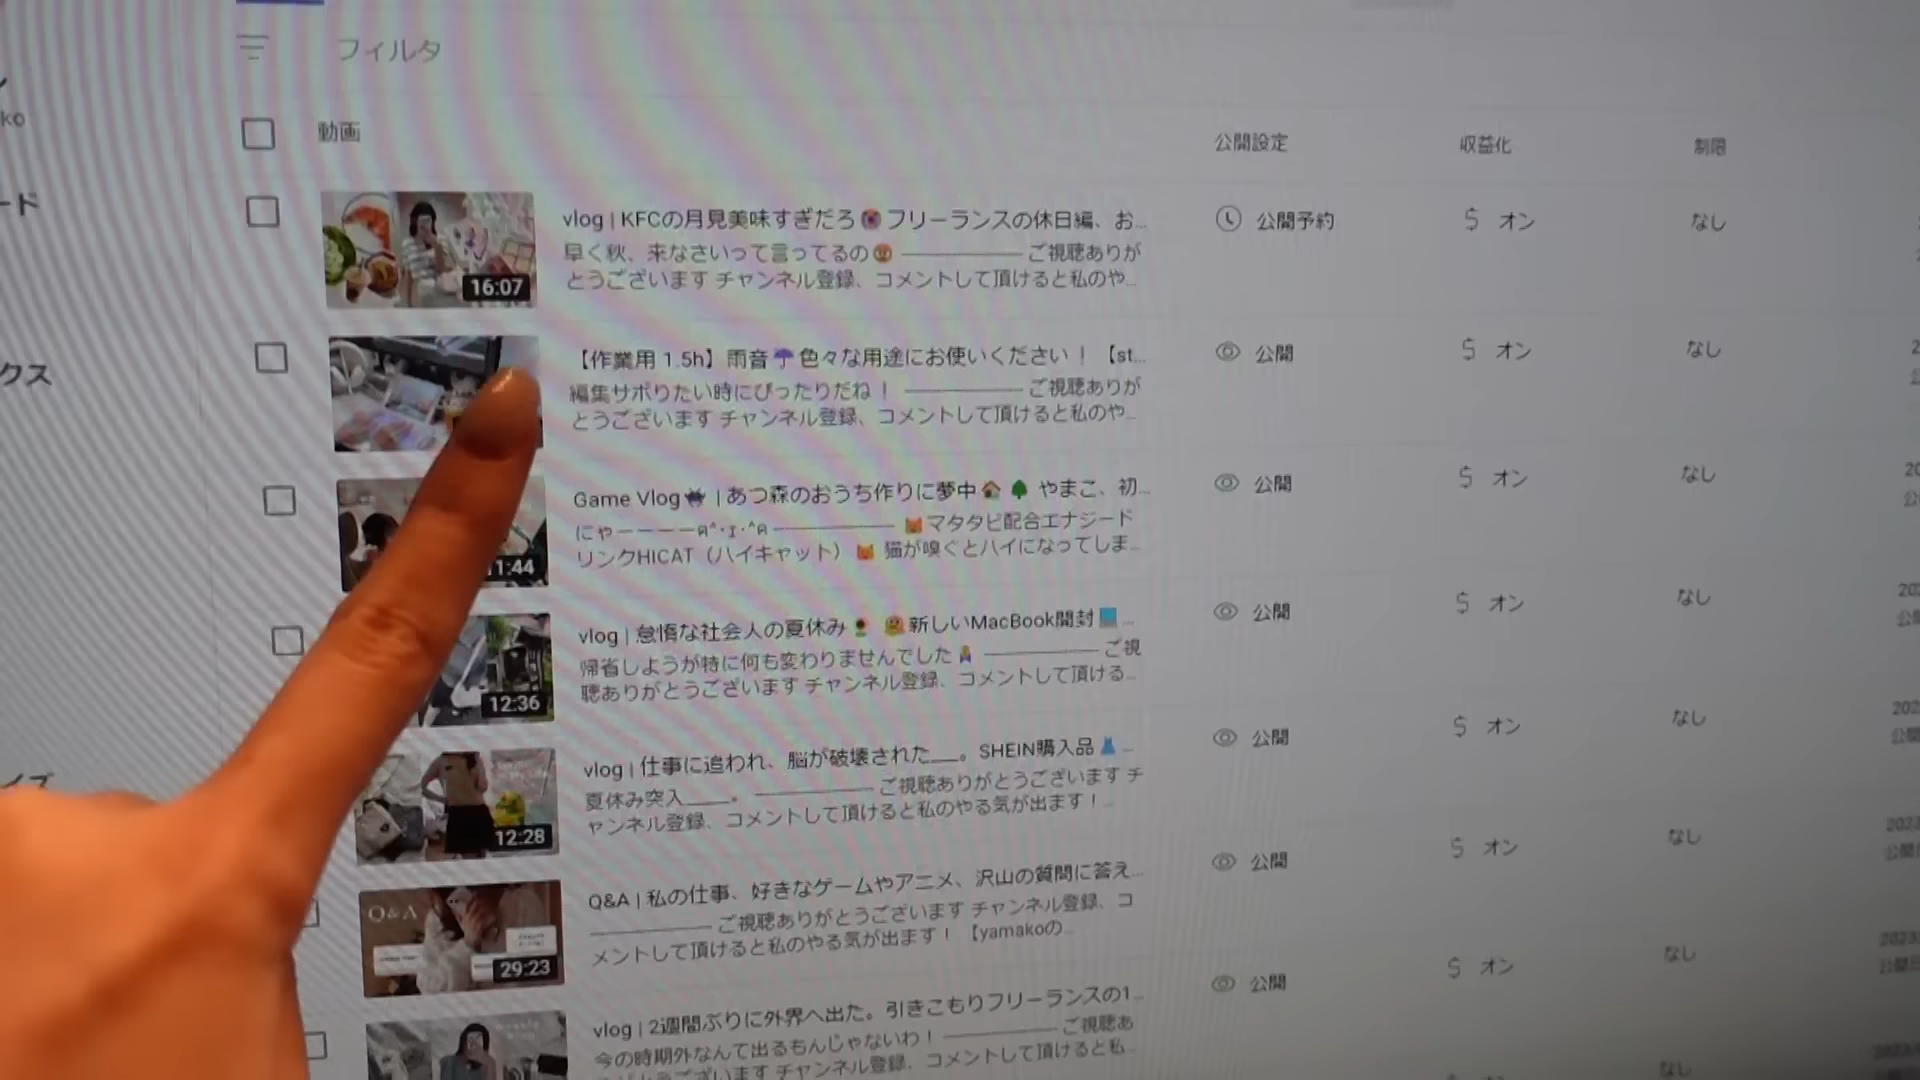 フィルタ
動画 公開設定 収益化 制限
vlog | KFCの月見美味すぎだろ フリーランスの休日編、お…
早く秋、来なさいって言ってるの ――――――― ご視聴ありが
とうございます チャンネル登録、コメントして頂けると私のや…
16:07
公開予約 $ オン なし
【作業用 1.5h】雨音☂色々な用途にお使いください！ 【st…
編集サボりたい時にぴったりだね！ ――――――― ご視聴ありが
とうございます チャンネル登録、コメントして頂けると私のや…
公開 $ オン なし
Game Vlog | あつ森のおうち作りに夢中🏠🌳 やまこ、初…
にゃーーーーฅ^•ɪ•^ฅ ――――――― 🐱マタタビ配合エナジード
リンクHICAT（ハイキャット）🐱 猫が嗅ぐとハイになってしま…
1:44
公開 $ オン なし
vlog | 怠惰な社会人の夏休み🌻 新しいMacBook開封💻…
帰省しようが特に何も変わりませんでした ――――――― ご視
聴ありがとうございます チャンネル登録、コメントして頂ける…
12:36
公開 $ オン なし
vlog | 仕事に追われ、脳が破壊された__。SHEIN購入品👗…
夏休み突入___。 ――――――― ご視聴ありがとうございます チ
ャンネル登録、コメントして頂けると私のやる気が出ます！…
12:28
公開 $ オン なし
Q&A | 私の仕事、好きなゲームやアニメ、沢山の質問に答え…
――――――― ご視聴ありがとうございます チャンネル登録、コ
メントして頂けると私のやる気が出ます！ 【yamakoの…
Q&A
29:23
公開 $ オン なし
vlog | 2週間ぶりに外界へ出た。引きこもりフリーランスの1…
今の時期外なんて出るもんじゃないわ！ ――――――― ご視聴あ
りがとうございます チャンネル登録、コメントして頂けると私…
公開 $ オン なし
なし